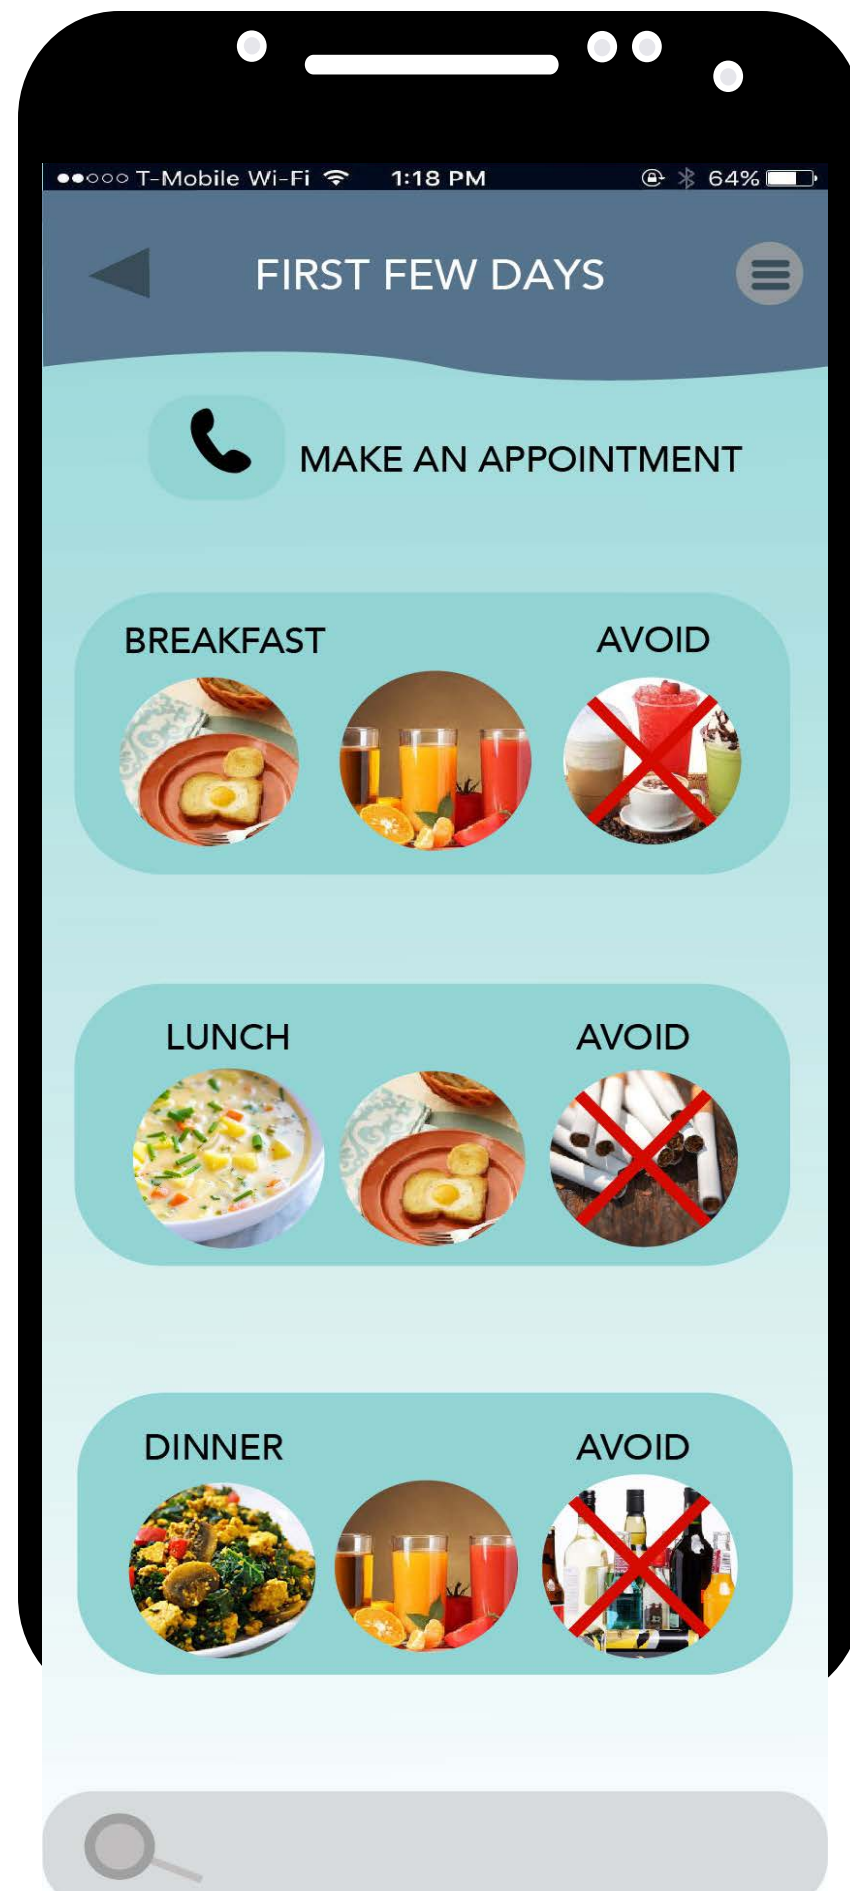 T-Mobile Wi-Fi 1:18 PM 64%
FIRST FEW DAYS
MAKE AN APPOINTMENT
BREAKFAST AVOID
LUNCH AVOID
DINNER AVOID